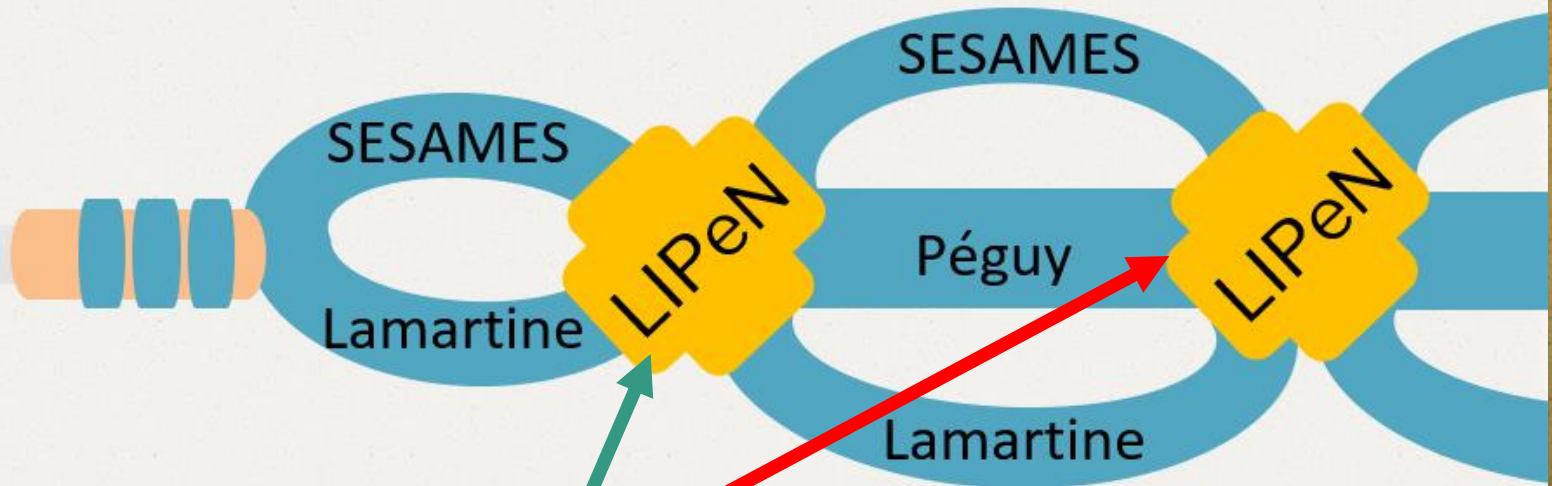 SESAMES
Lamartine
LIPeN
SESAMES
Péguy
Lamartine
LIPeN